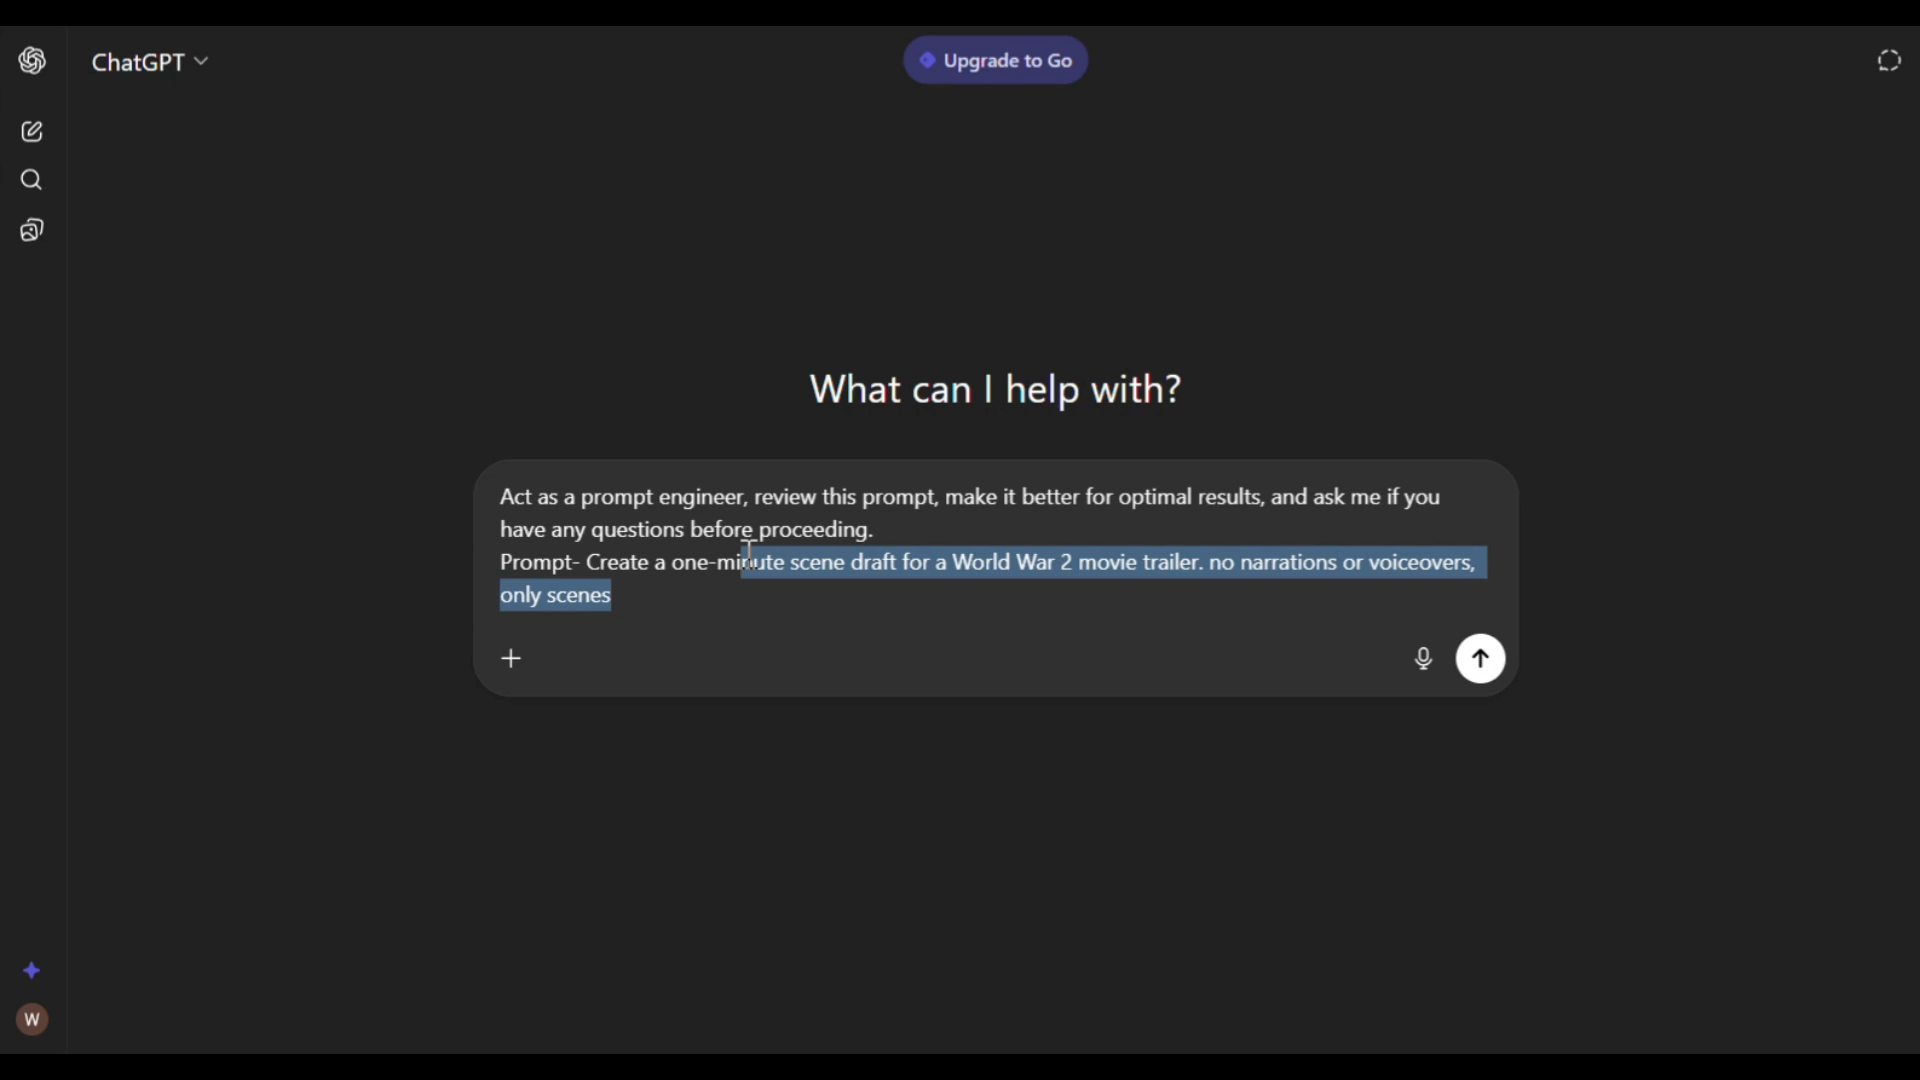 ChatGPT
Upgrade to Go
What can I help with?
Act as a prompt engineer, review this prompt, make it better for optimal results, and ask me if you
have any questions before proceeding.
Prompt- Create a one-minute scene draft for a World War 2 movie trailer. no narrations or voiceovers,
only scenes
W